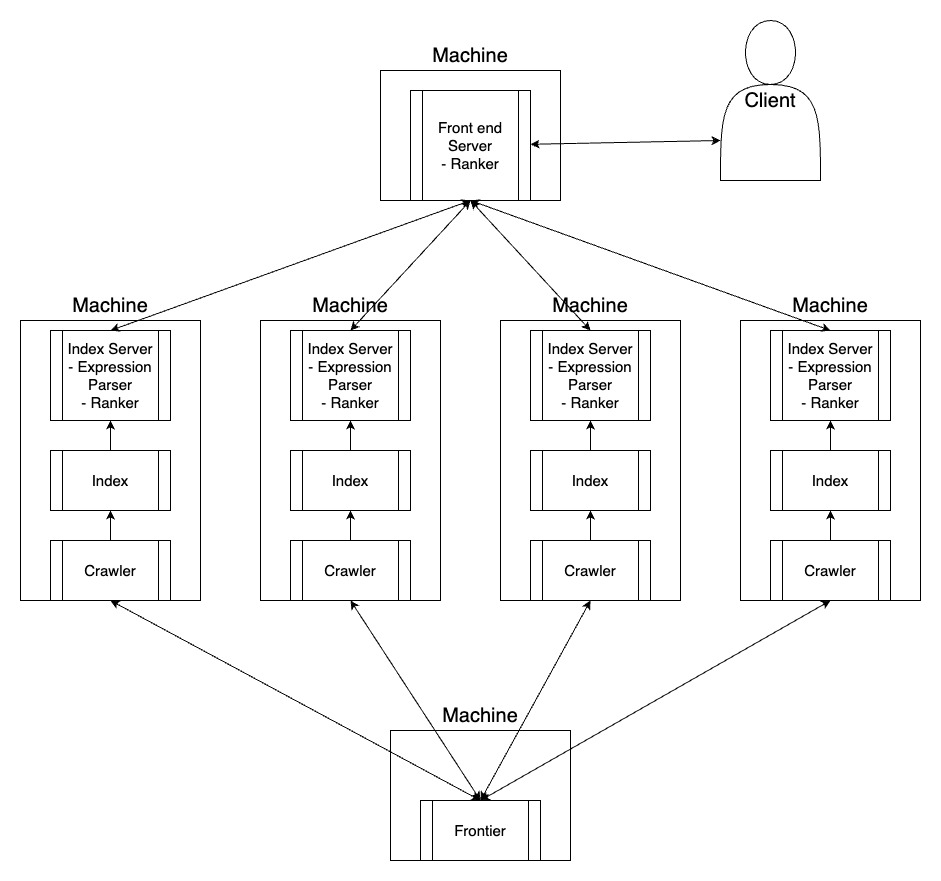 Machine
Client
Front end
Server
- Ranker
Machine
Machine
Machine
Machine
Index Server
- Expression
Parser
- Ranker
Index Server
- Expression
Parser
- Ranker
Index Server
- Expression
Parser
- Ranker
Index Server
- Expression
Parser
- Ranker
Index
Index
Index
Index
Crawler
Crawler
Crawler
Crawler
Machine
Frontier